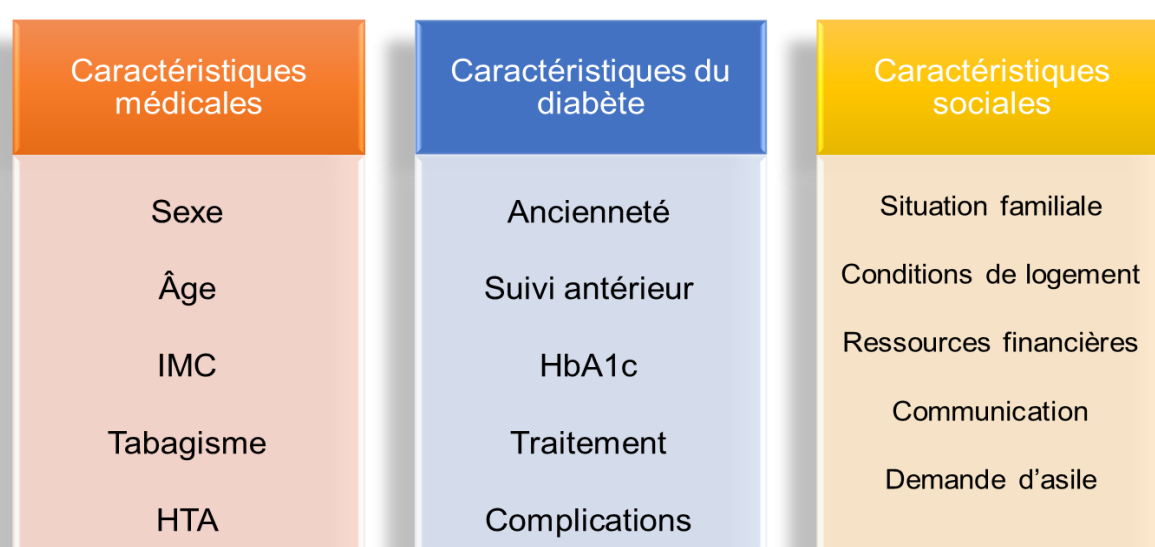 Caractéristiques
médicales
Sexe
Âge
IMC
Tabagisme
HTA
Caractéristiques du
diabète
Ancienneté
Suivi antérieur
HbA1c
Traitement
Complications
Caractéristiques
sociales
Situation familiale
Conditions de logement
Ressources financières
Communication
Demande d’asile